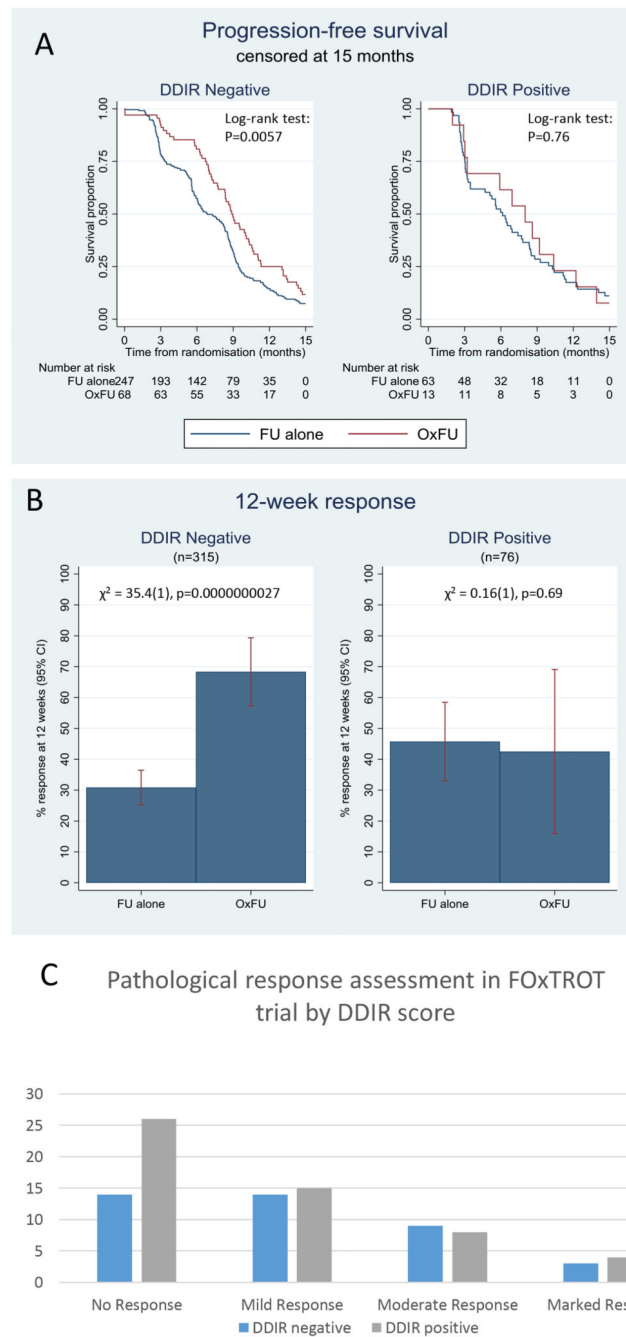 A
Progression-free survival
censored at 15 months
DDIR Negative
Log-rank test:
P=0.0057
Survival proportion
1.00
0.75
0.50
0.25
0.00
0 3 6 9 12 15
Time from randomisation (months)
Number at risk
FU alone 247 193 142 79 35 0
OxFU 68 63 55 33 17 0
DDIR Positive
Log-rank test:
P=0.76
Survival proportion
1.00
0.75
0.50
0.25
0.00
0 3 6 9 12 15
Time from randomisation (months)
Number at risk
FU alone 63 48 32 18 11 0
OxFU 13 11 8 5 3 0
FU alone OxFU
B
12-week response
DDIR Negative
(n=315)
χ² = 35.4(1), p=0.0000000027
% response at 12 weeks (95% CI)
100
90
80
70
60
50
40
30
20
10
0
FU alone OxFU
DDIR Positive
(n=76)
χ² = 0.16(1), p=0.69
% response at 12 weeks (95% CI)
100
90
80
70
60
50
40
30
20
10
0
FU alone OxFU
C
Pathological response assessment in FOxTROT
trial by DDIR score
30
25
20
15
10
5
0
No Response Mild Response Moderate Response Marked Res
DDIR negative DDIR positive